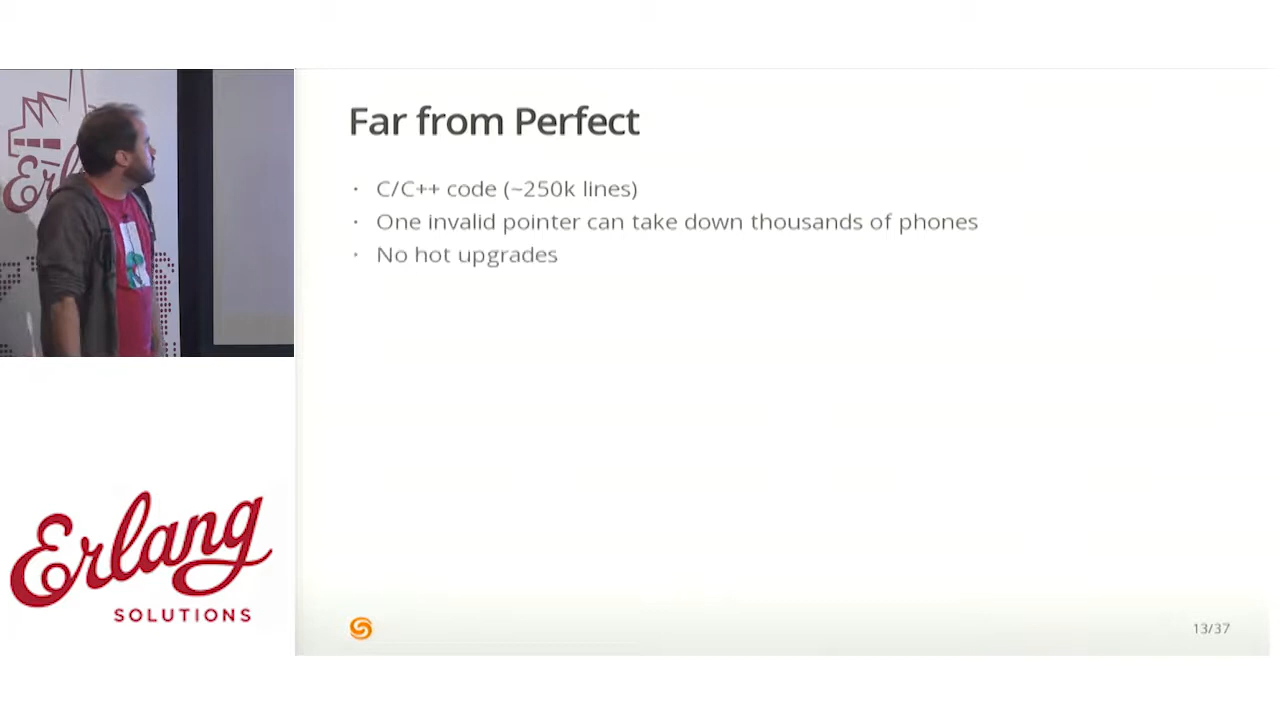 Far from Perfect
· C/C++ code (~250k lines)
· One invalid pointer can take down thousands of phones
· No hot upgrades
Erlang
SOLUTIONS
13/37